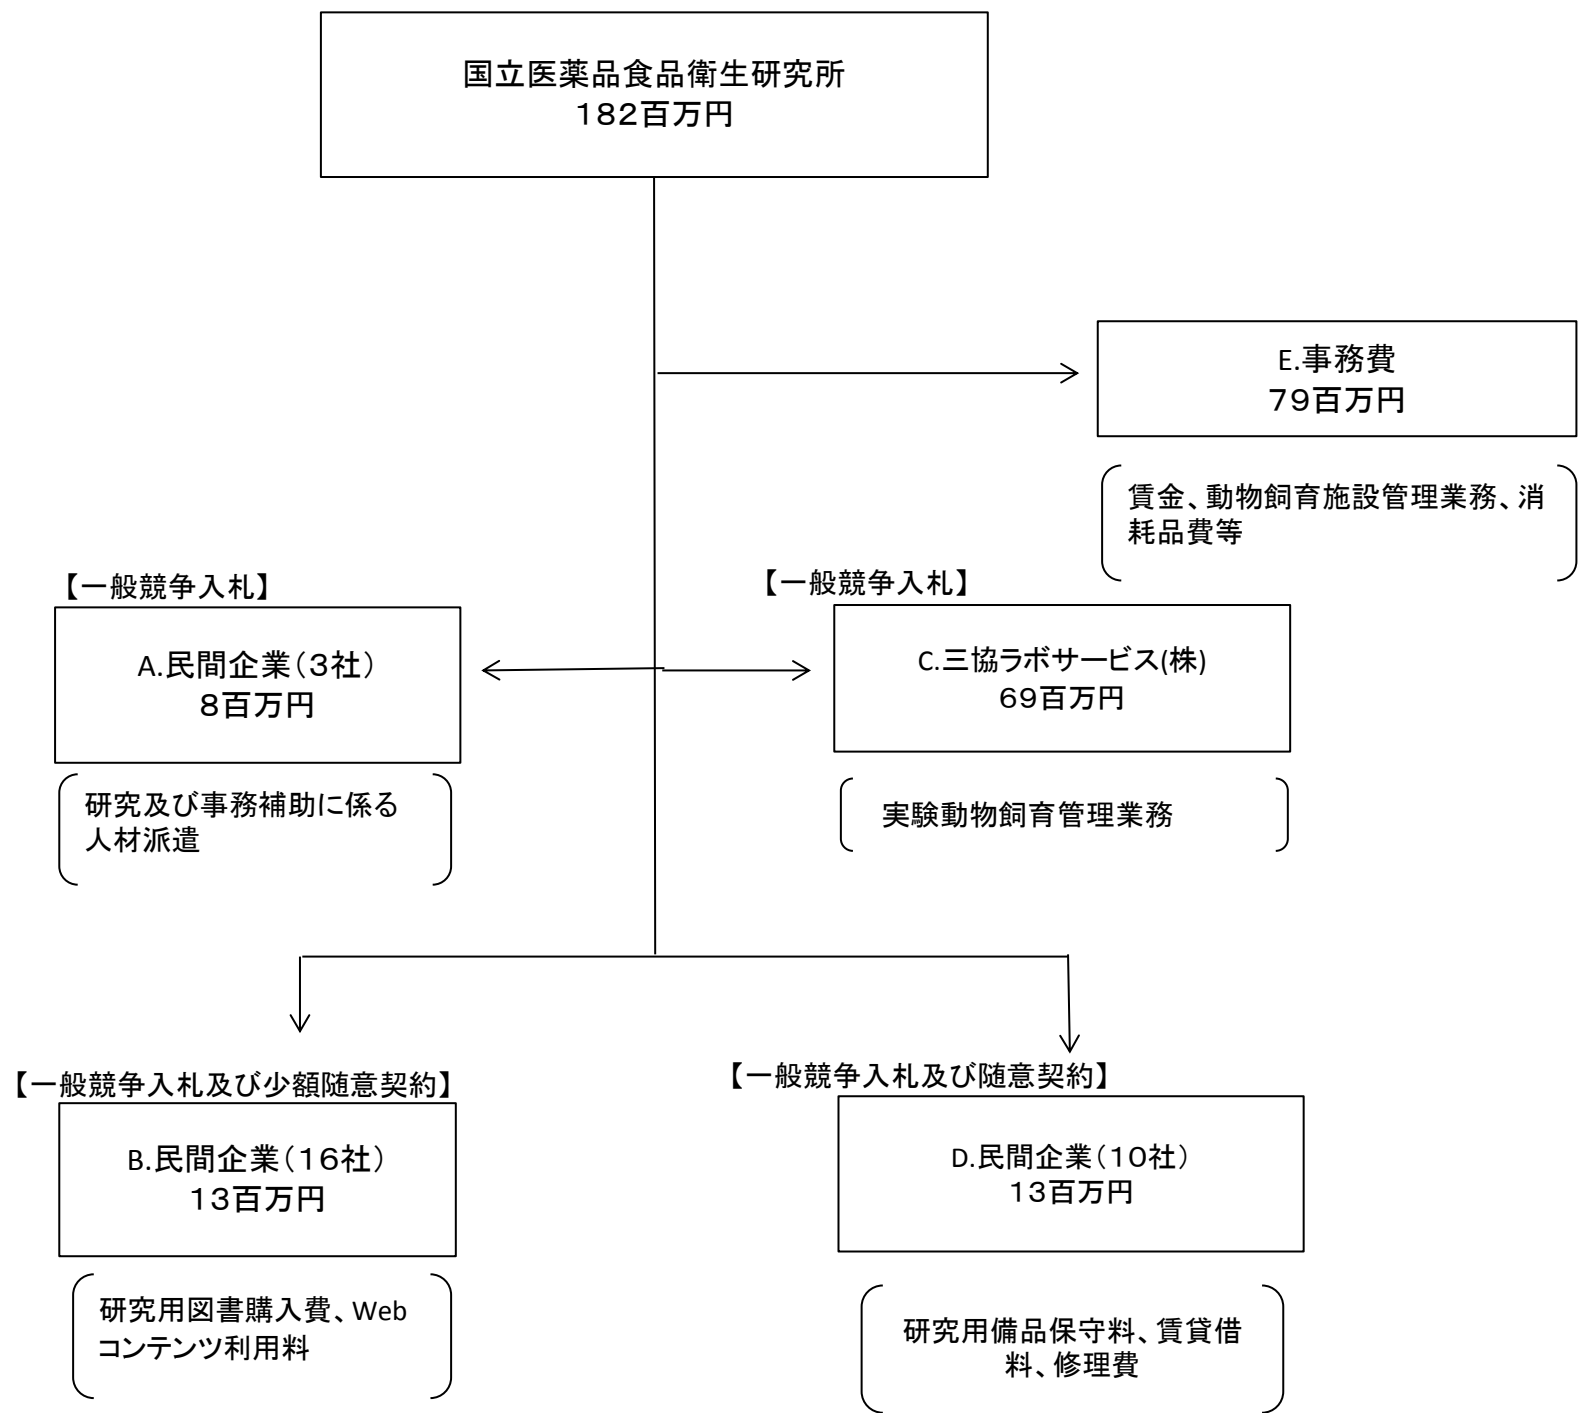 国立医薬品食品衛生研究所
182百万円
E.事務費
79百万円
賃金、動物飼育施設管理業務、消
耗品費等
【一般競争入札】
A.民間企業（3社）
8百万円
研究及び事務補助に係る
人材派遣
【一般競争入札】
C.三協ラボサービス(株)
69百万円
実験動物飼育管理業務
【一般競争入札及び少額随意契約】
B.民間企業（16社）
13百万円
研究用図書購入費、Web
コンテンツ利用料
【一般競争入札及び随意契約】
D.民間企業（10社）
13百万円
研究用備品保守料、賃貸借
料、修理費